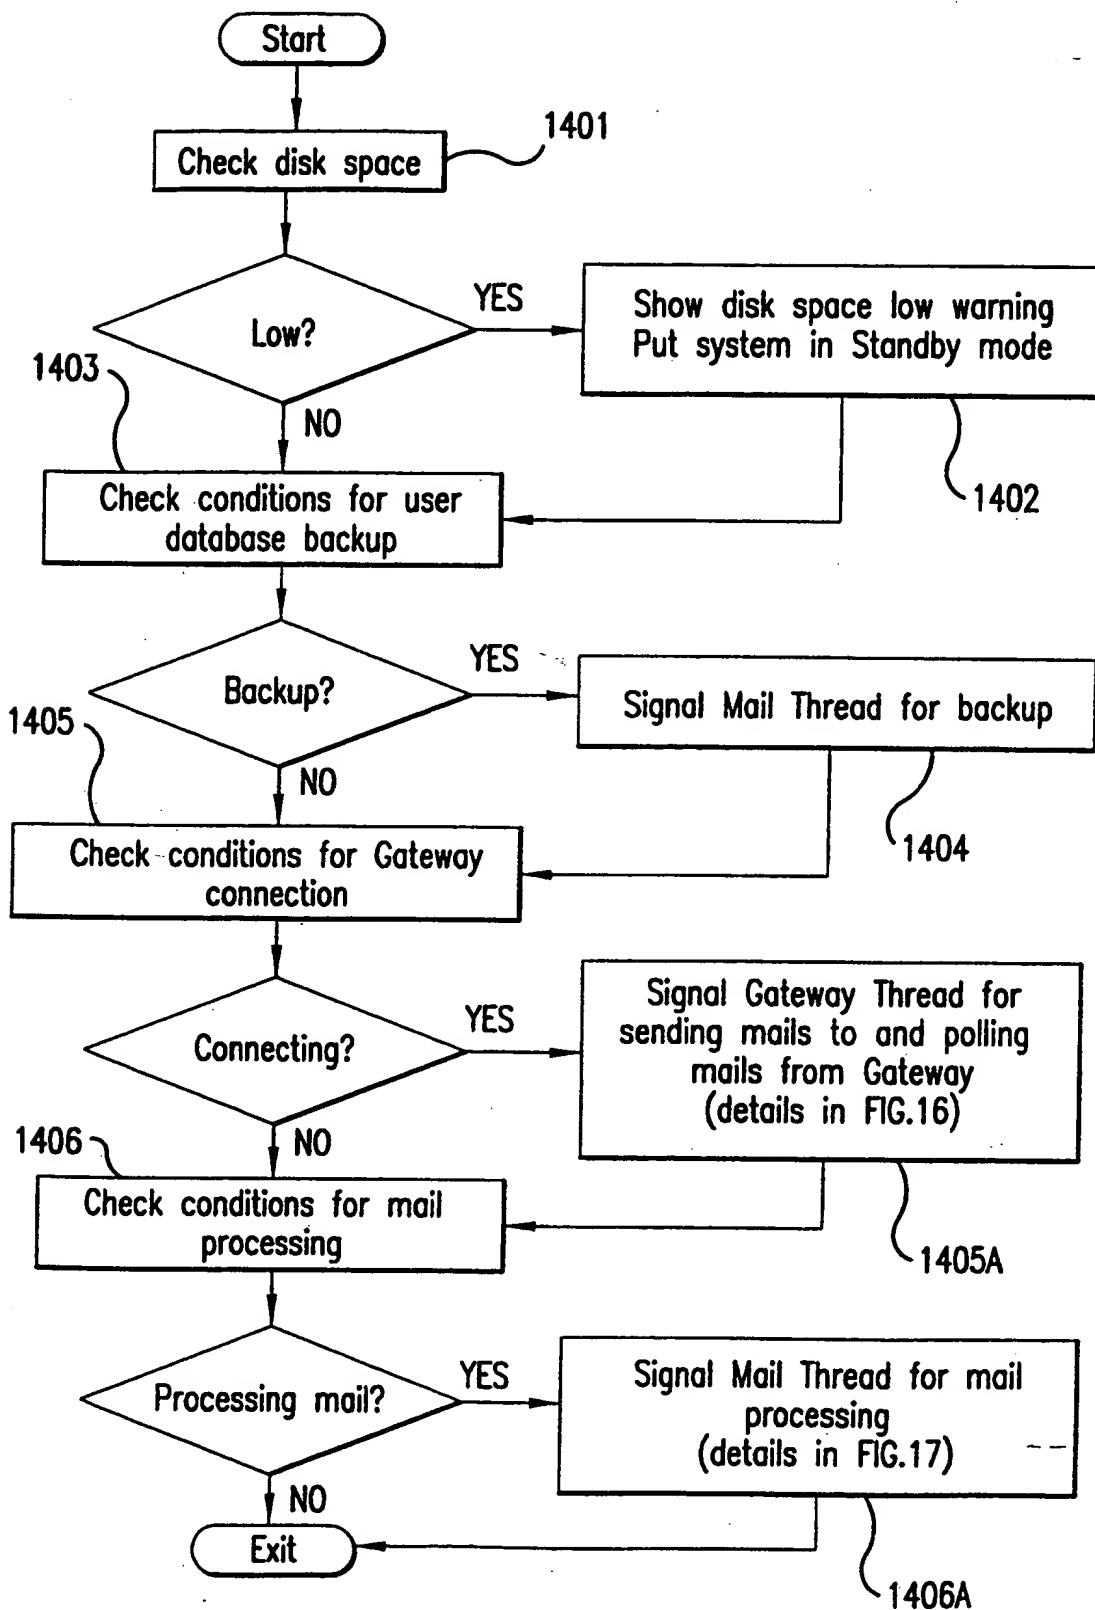 Start
1401
Check disk space
YES
Show disk space low warning
Put system in Standby mode
Low?
1403
NO
1402
Check conditions for user
database backup
YES
Backup?
Signal Mail Thread for backup
1405
NO
1404
Check conditions for Gateway
connection
YES
Signal Gateway Thread for
sending mails to and polling
mails from Gateway
(details in FIG.16)
Connecting?
1406
NO
Check conditions for mail
processing
1405A
YES
Signal Mail Thread for mail
processing
(details in FIG.17)
Processing mail?
NO
Exit
1406A